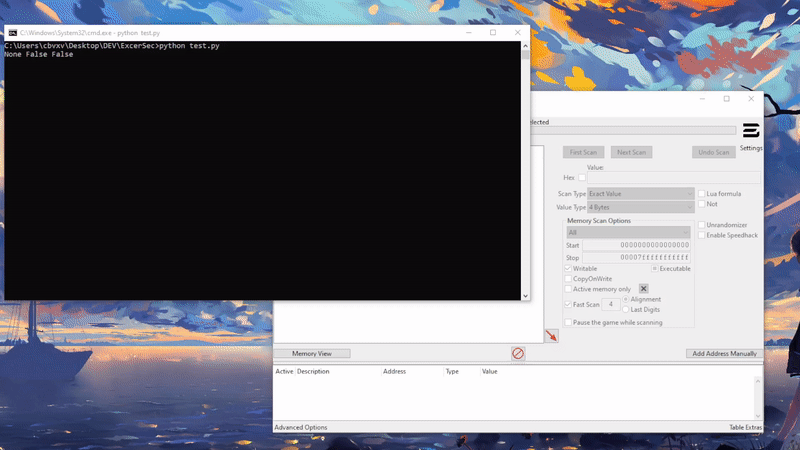 C:\Windows\System32\cmd.exe - python test.py
C:\Users\cbvxv\Desktop\DEV\ExcerSec>python test.py
None False False
elected
Settings
First Scan
Next Scan
Undo Scan
Value:
Hex
Scan Type
Exact Value
Lua formula
Not
Value Type
4 Bytes
Memory Scan Options
All
Unrandomizer
Enable Speedhack
Start
0000000000000000
Stop
00007fffffffffff
Writable
Executable
CopyOnWrite
Active memory only
Fast Scan
4
Alignment
Last Digits
Pause the game while scanning
Memory View
Add Address Manually
Active Description Address Type Value
Advanced Options
Table Extras